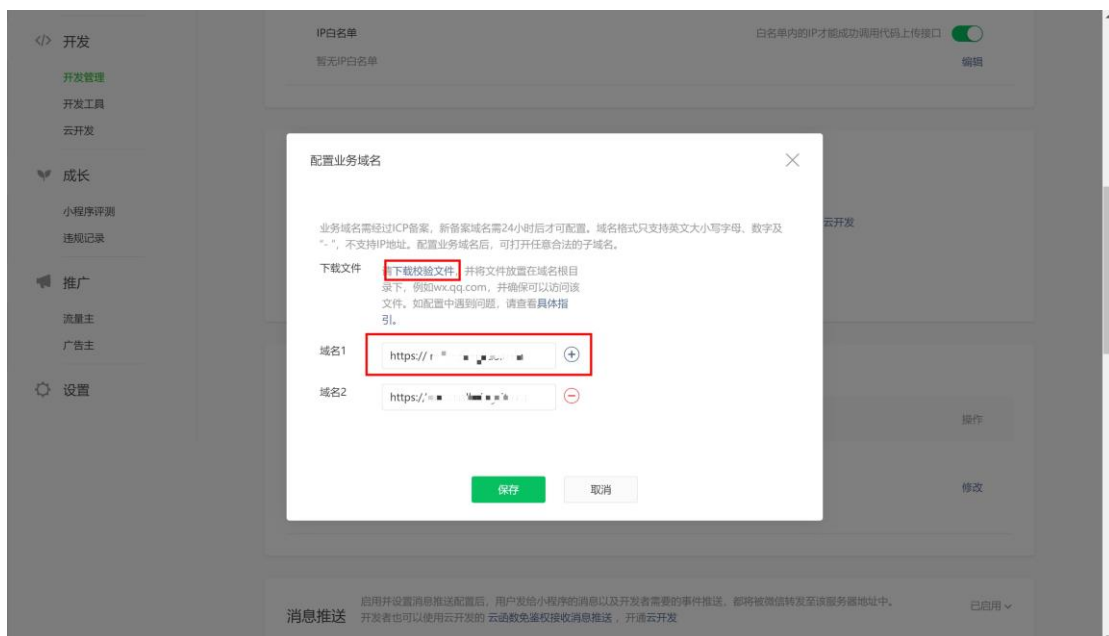 开发
开发管理
开发工具
云开发
成长
小程序评测
违规记录
推广
流量主
广告主
设置
IP白名单
白名单内的IP才能成功调用代码上传接口
暂无IP白名单
编辑
配置业务域名
业务域名需经过ICP备案，新备案域名需24小时后才可配置。域名格式只支持英文大小写字母、数字及
“- ”，不支持IP地址。配置业务域名后，可打开任意合法的子域名。
云开发
下载文件
请下载校验文件，并将文件放置在域名根目
录下，例如wx.qq.com，并确保可以访问该
文件。如配置中遇到问题，请查看具体指
引。
域名1
https://
域名2
https:/
保存
取消
操作
修改
消息推送
启用并设置消息推送配置后，用户发给小程序的消息以及开发者需要的事件推送，都将被微信转发至该服务器地址中。
开发者也可以使用云开发的 云函数免鉴权接收消息推送 ，开通云开发
已启用